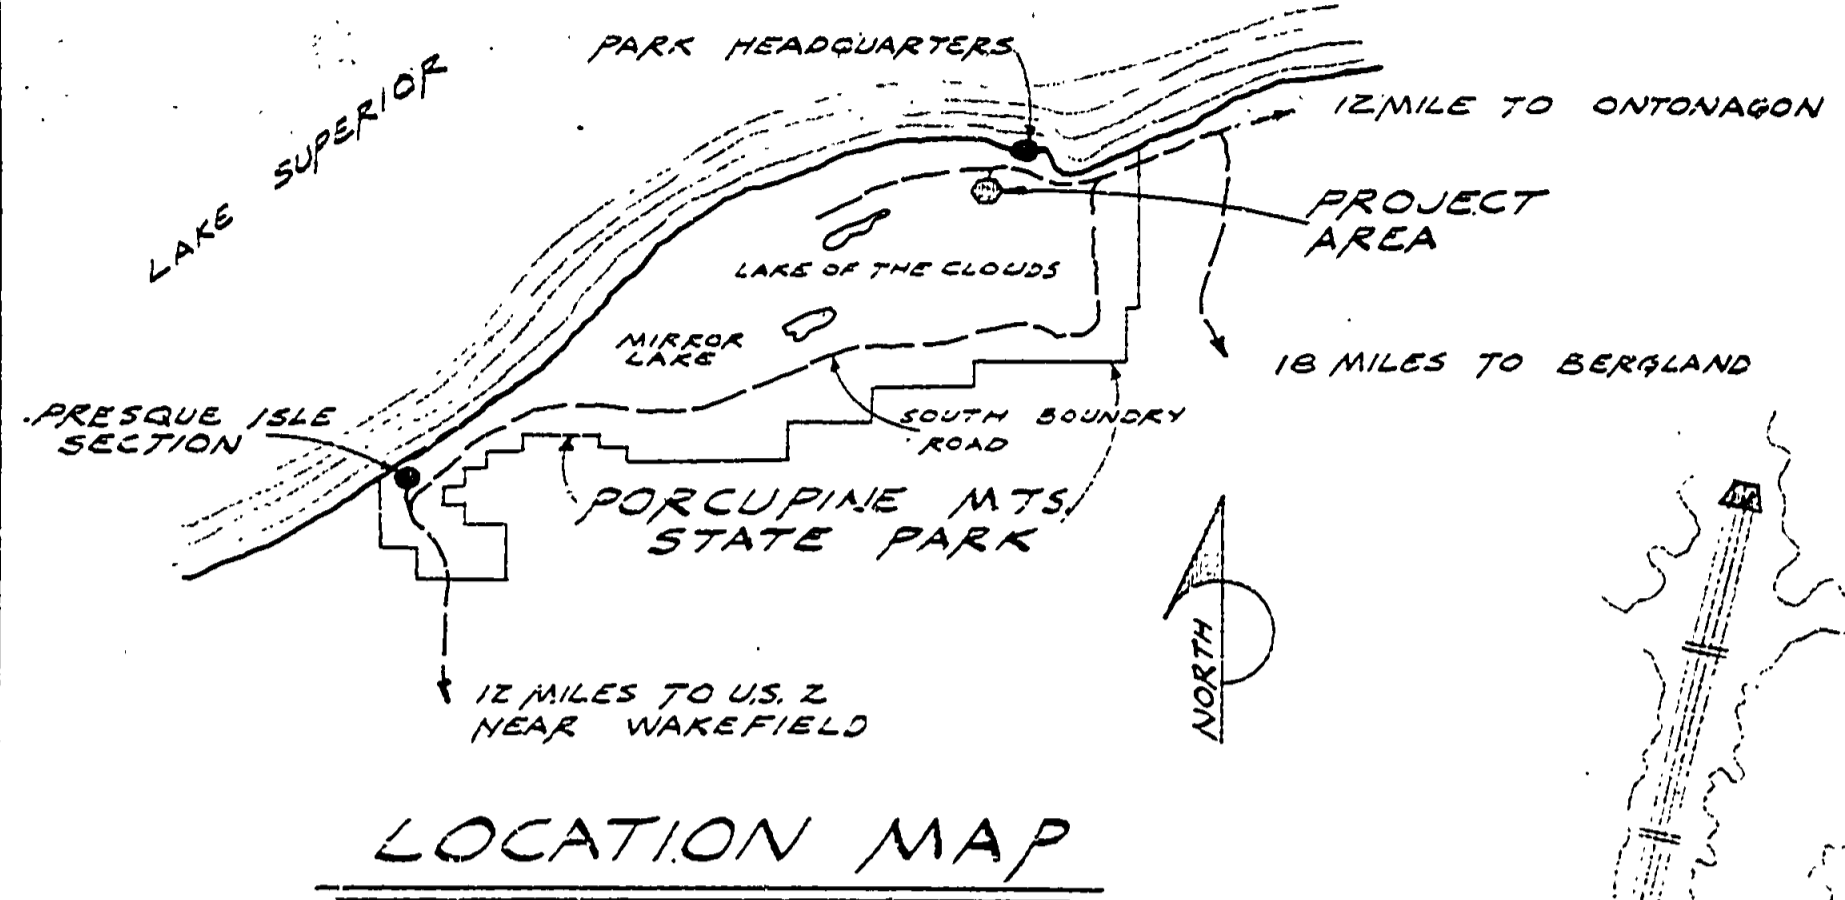 PARK HEADQUARTERS
LAKE SUPERIOR
12 MILE TO ONTONAGON
PROJECT
AREA
LAKE OF THE CLOUDS
MIRROR
LAKE
18 MILES TO BERGLAND
PRESQUE ISLE
SECTION
SOUTH BOUNDRY
ROAD
PORCUPINE MTS.
STATE PARK
NORTH
12 MILES TO U.S. 2
NEAR WAKEFIELD
LOCATION MAP